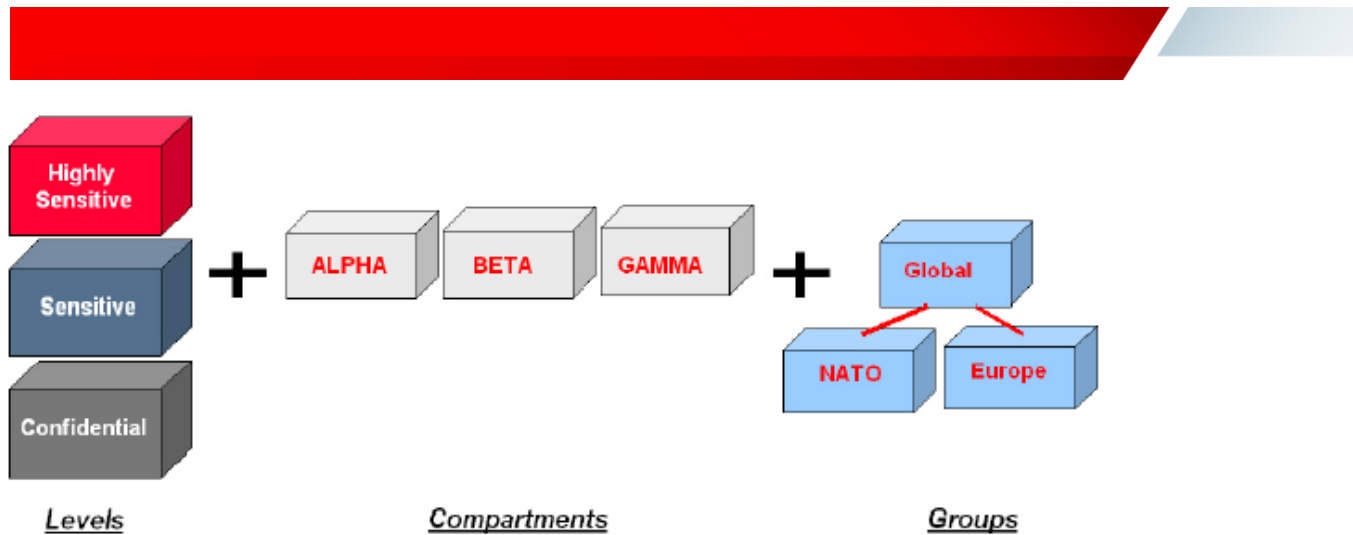 Highly
Sensitive
Sensitive
Confidential
Levels
ALPHA
BETA
GAMMA
Compartments
Global
NATO
Europe
Groups